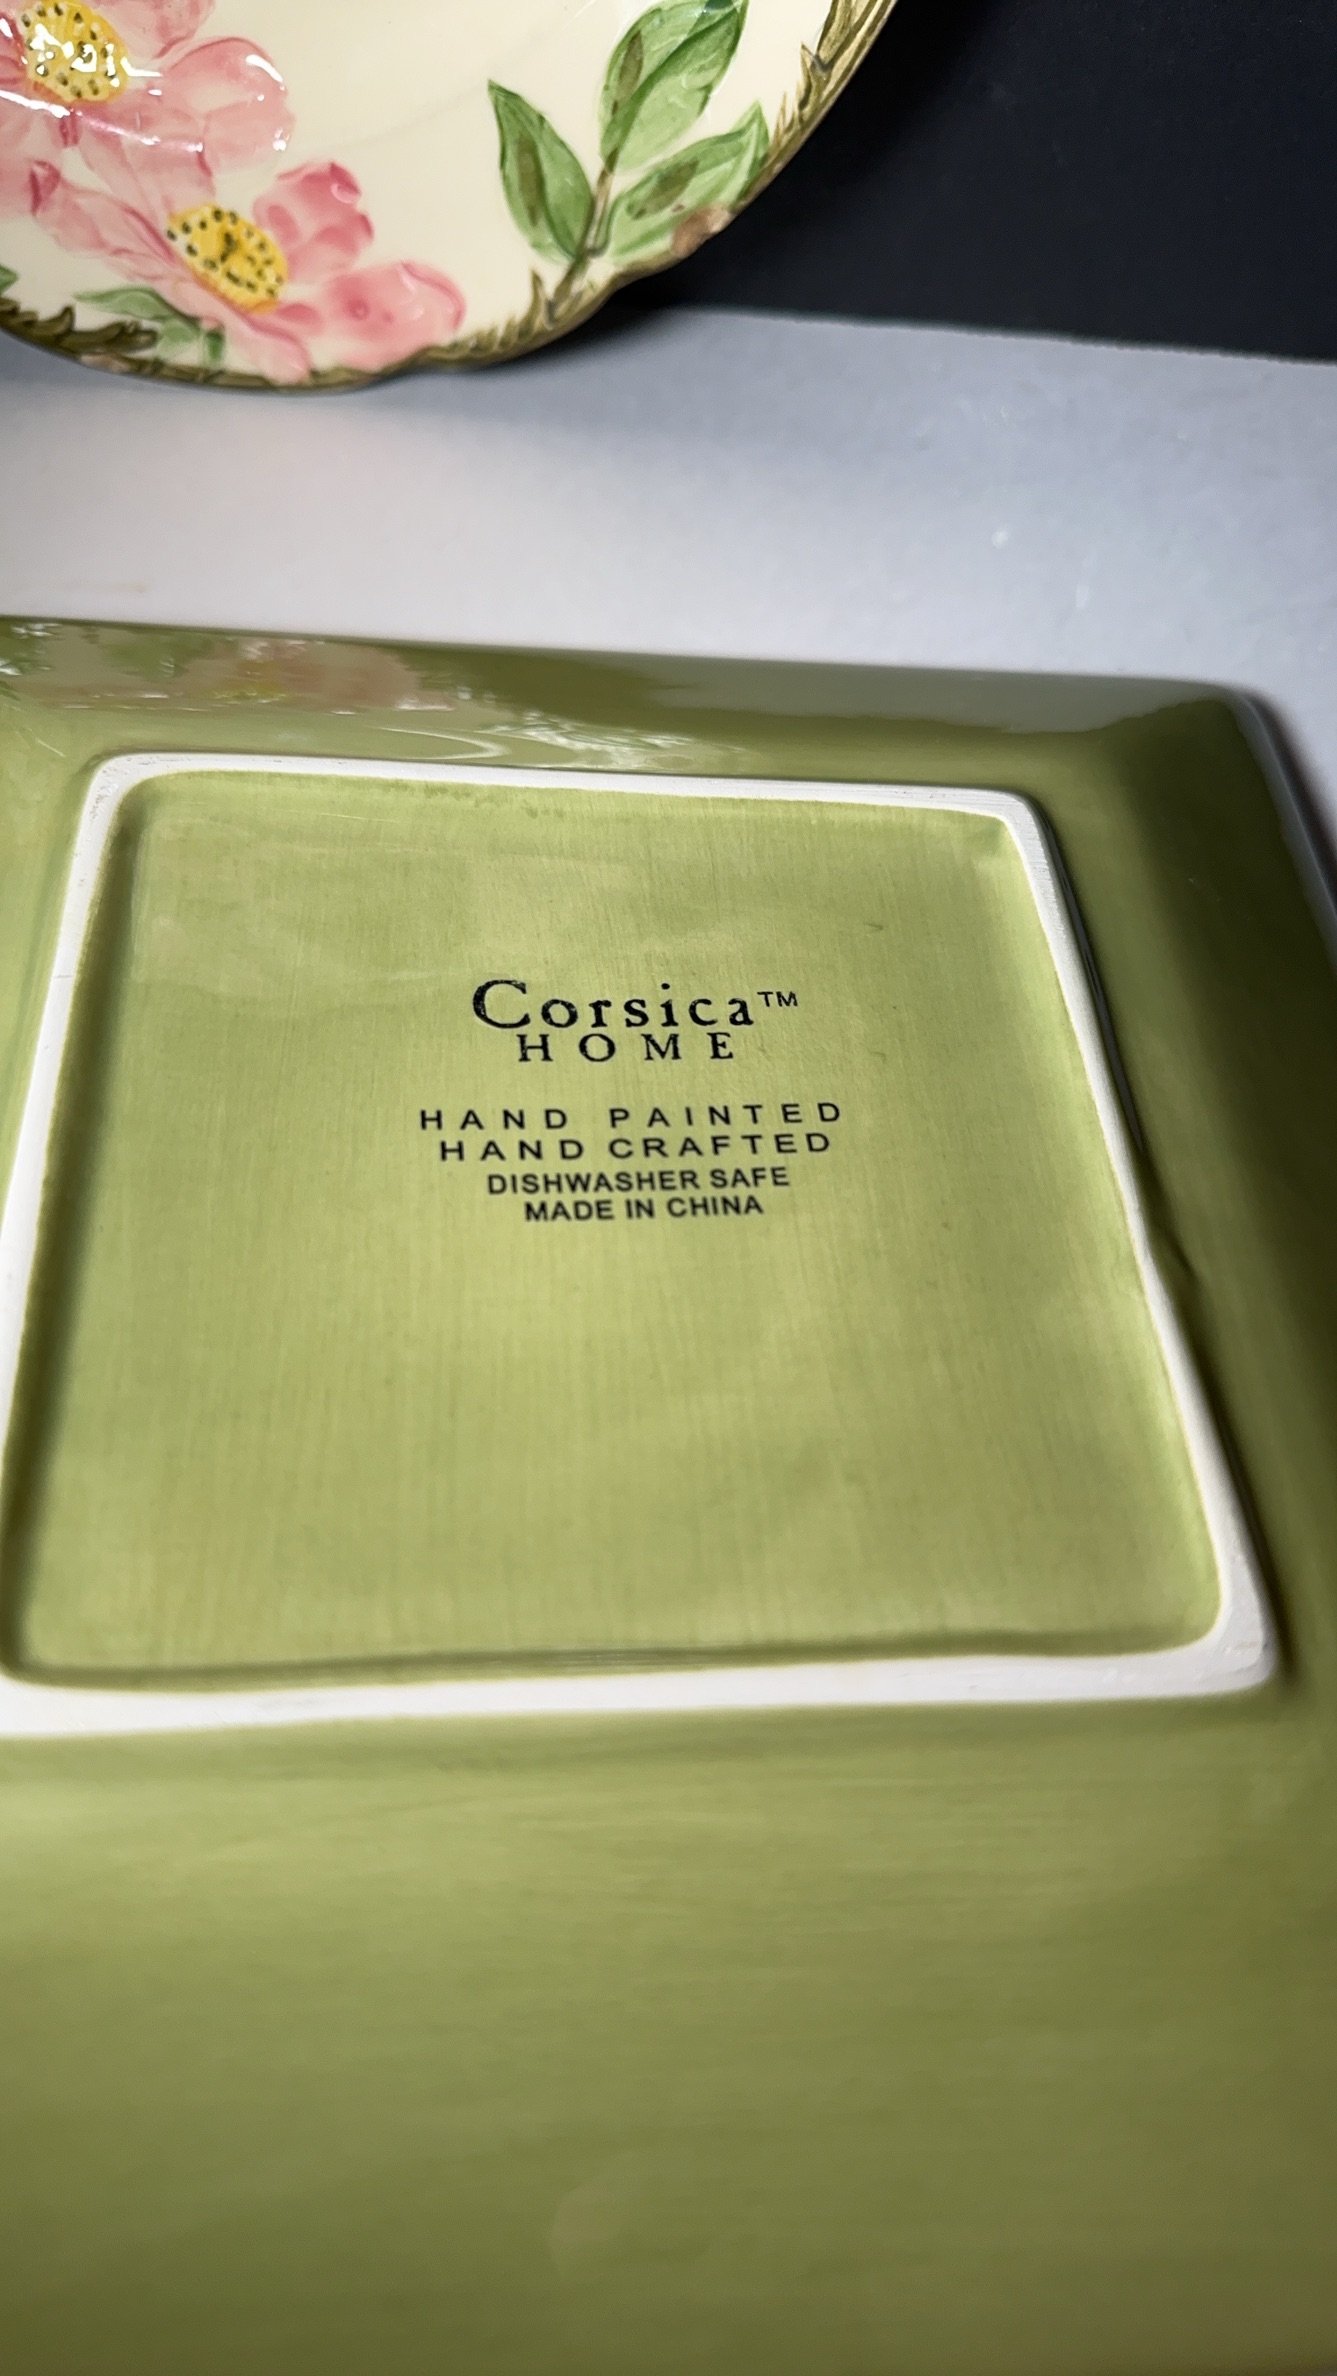 Corsica™
HOME
HAND PAINTED
HAND CRAFTED
DISHWASHER SAFE
MADE IN CHINA